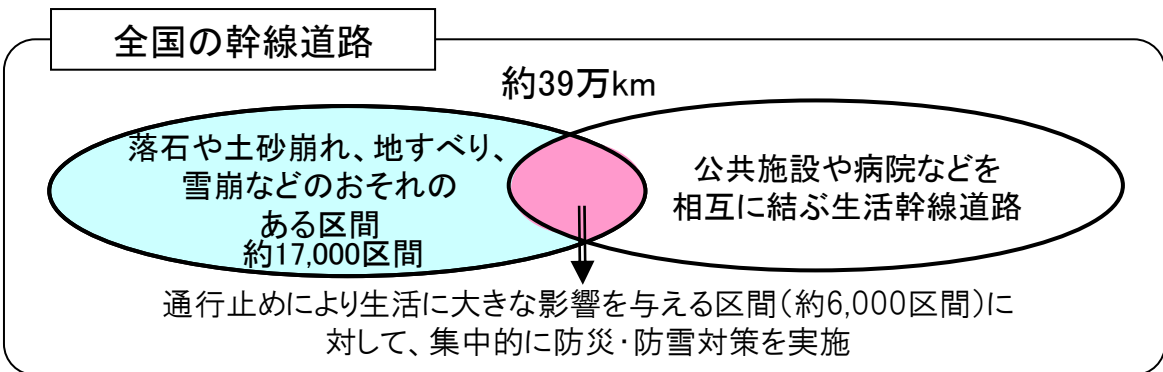 全国の幹線道路
約39万km
落石や土砂崩れ、地すべり、
雪崩などのおそれの
ある区間
約17,000区間
公共施設や病院などを
相互に結ぶ生活幹線道路
通行止めにより生活に大きな影響を与える区間(約6,000区間)に
対して、集中的に防災・防雪対策を実施